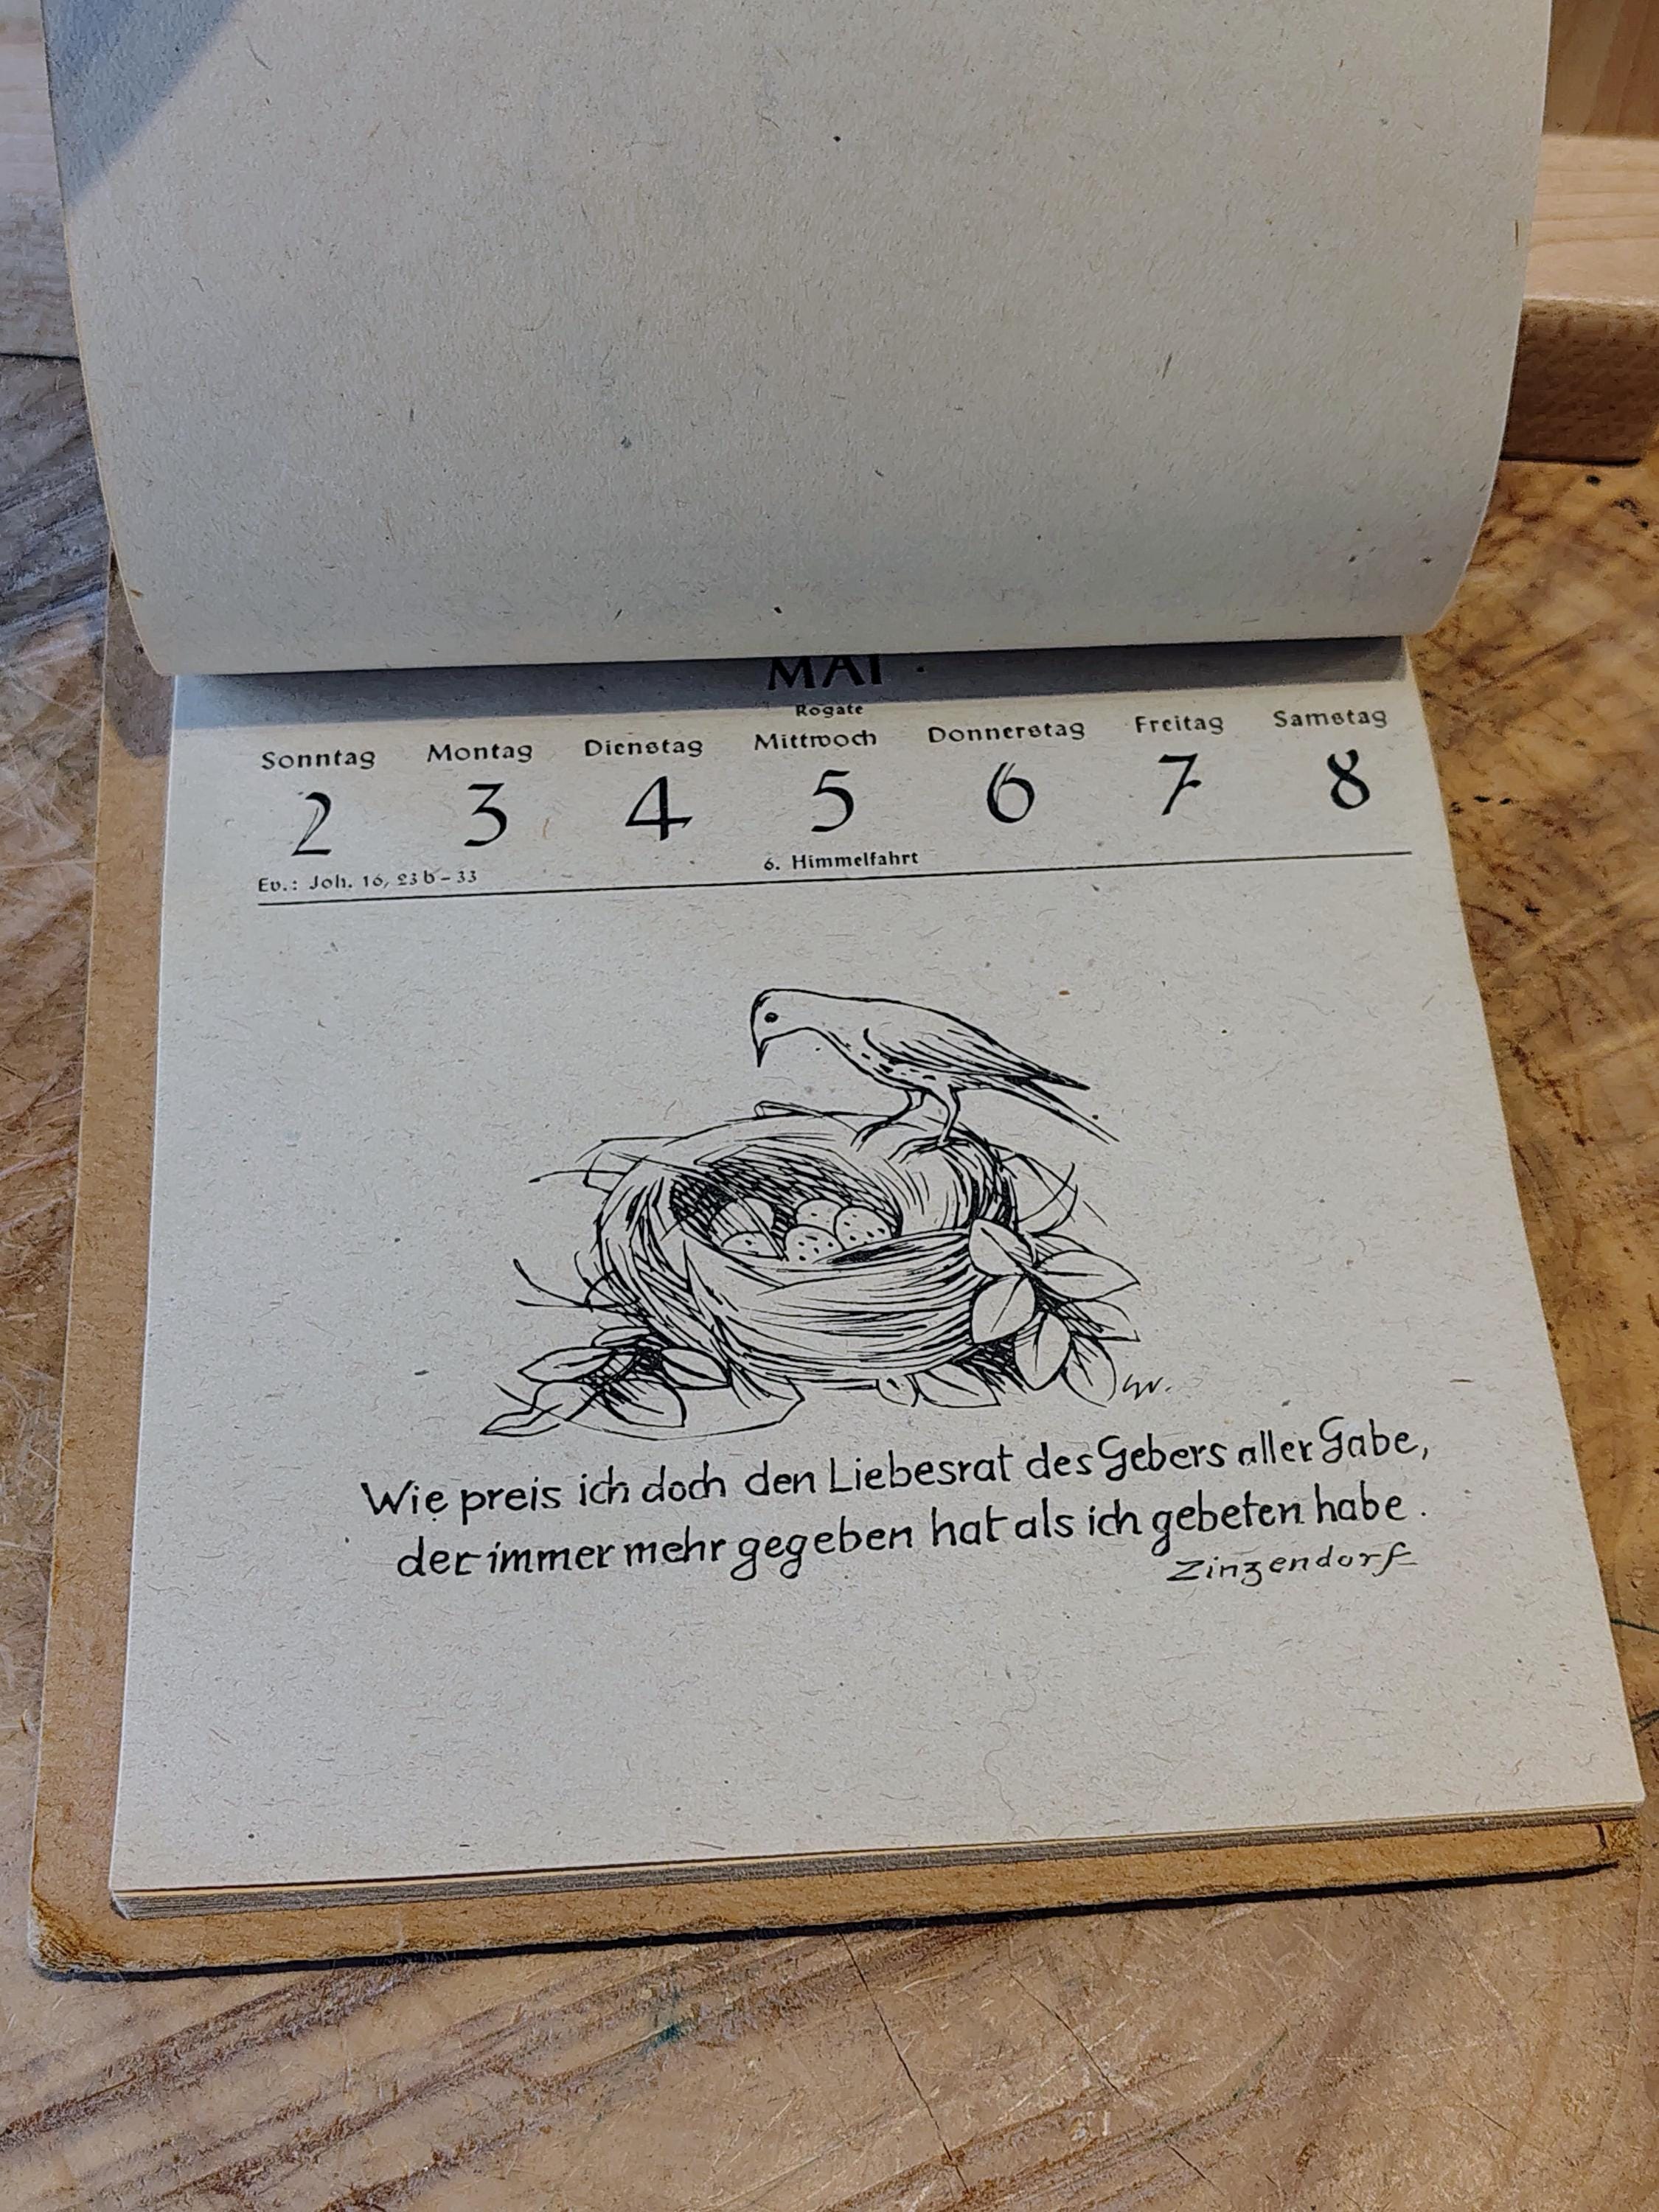 MAI
Rogate
Sonntag Montag Dienstag Mittwoch Donnerstag Freitag Samstag
2 3 4 5 6 7 8
Ev.: Joh. 16, 23b–33 6. Himmelfahrt
Wie preis ich doch den Liebesrat des Gebers aller Gabe,
der immer mehr gegeben hat als ich gebeten habe.
Zinzendorf